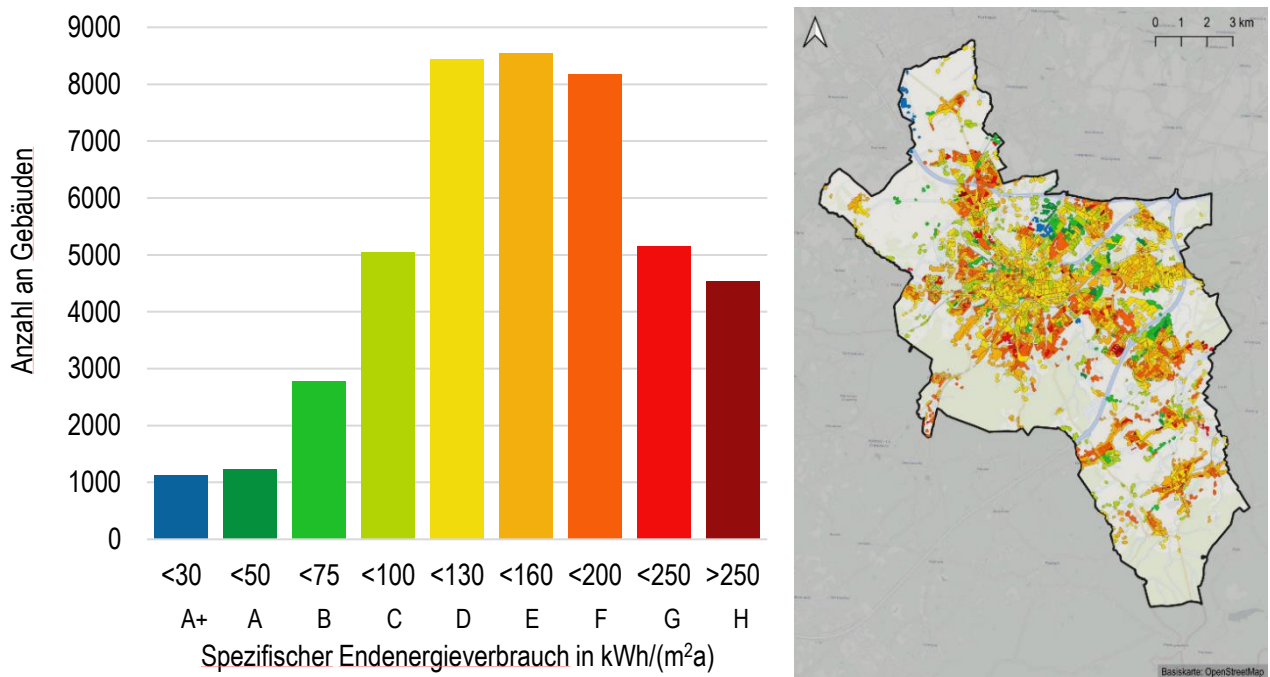 9000
8000
7000
6000
5000
4000
3000
2000
1000
0
Anzahl an Gebäuden
<30 <50 <75 <100 <130 <160 <200 <250 >250
A+ A B C D E F G H
Spezifischer Endenergieverbrauch in kWh/(m²a)
0 1 2 3 km
Basiskarte: OpenStreetMap